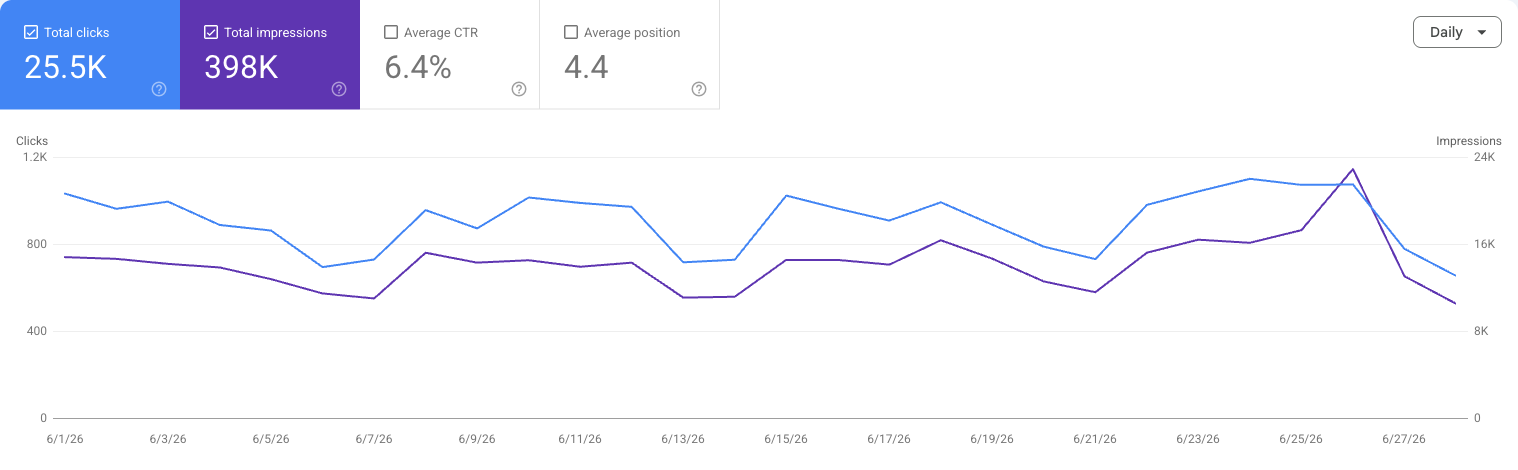 Total clicks
25.5K
Total impressions
398K
Average CTR
6.4%
Average position
4.4
Daily
Clicks
Impressions
1.2K
24K
800
16K
400
8K
0
0
6/1/26
6/3/26
6/5/26
6/7/26
6/9/26
6/11/26
6/13/26
6/15/26
6/17/26
6/19/26
6/21/26
6/23/26
6/25/26
6/27/26